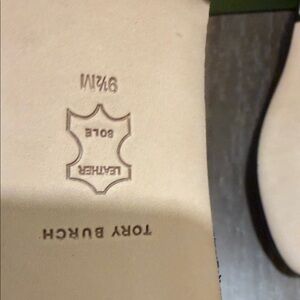 TORY BURCH
LEATHER
SOLE
9½M